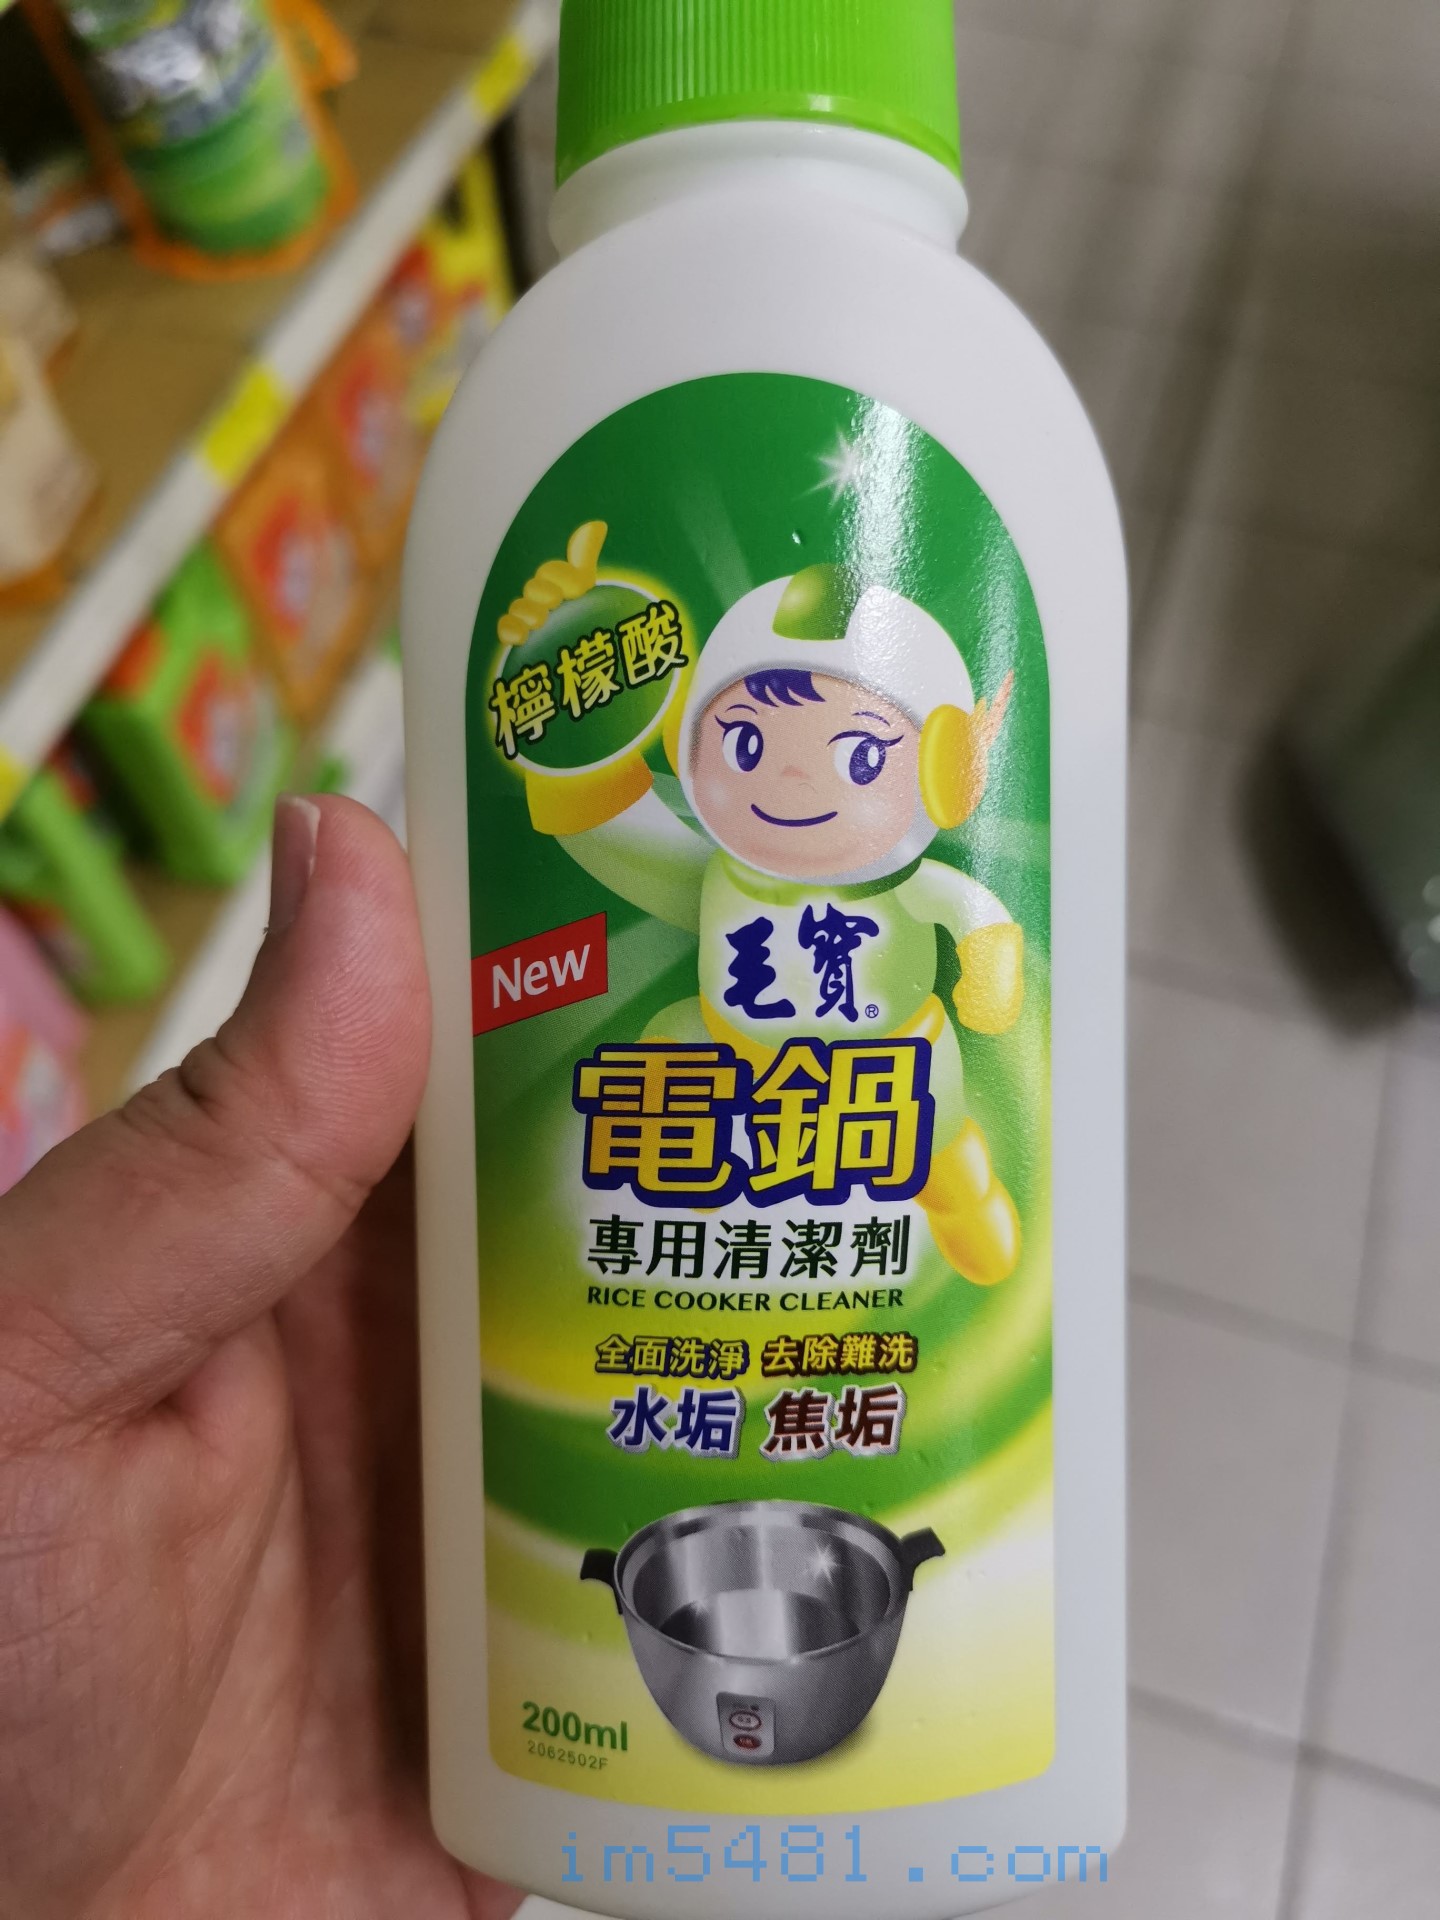 檸檬酸
New
毛寶®
電鍋
專用清潔劑
RICE COOKER CLEANER
全面洗淨 去除難洗
水垢 焦垢
200ml
2062502F
im5481.com